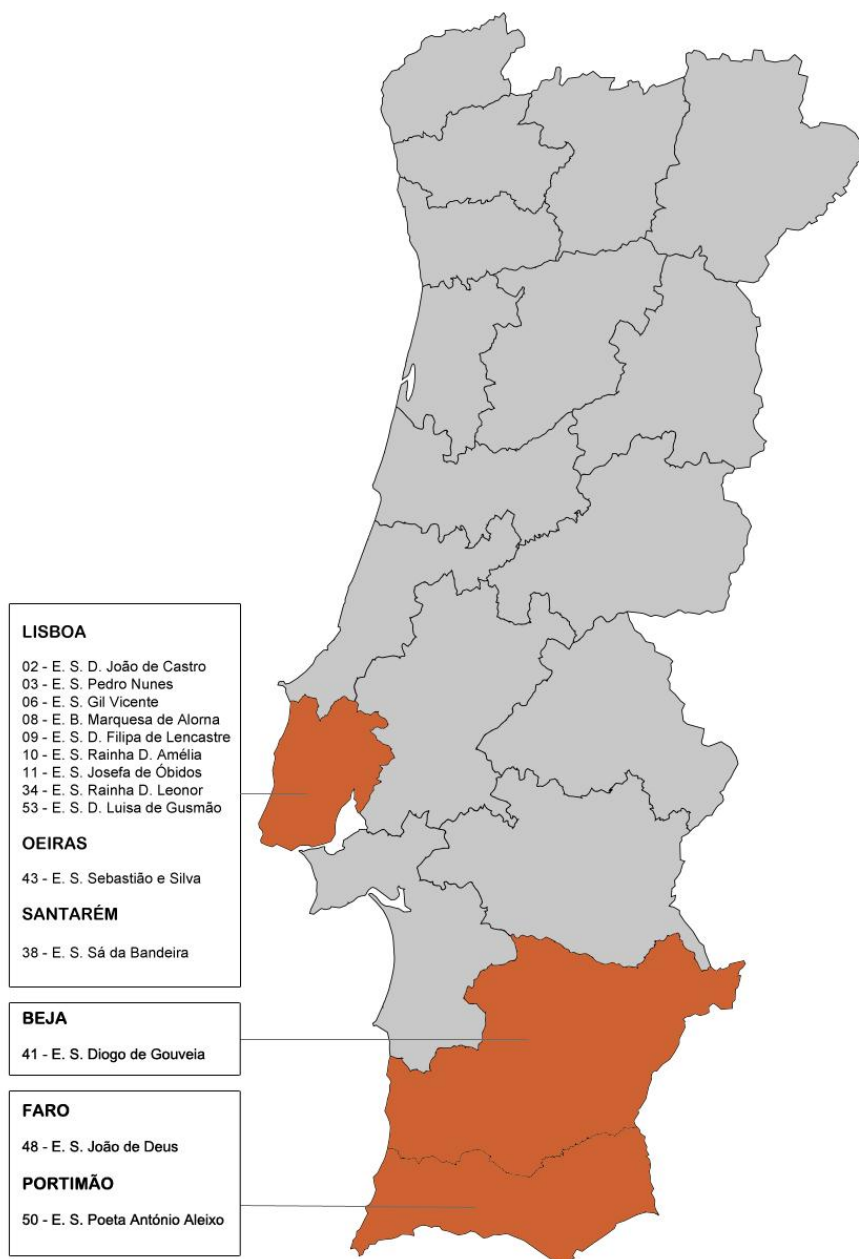 LISBOA
02 - E. S. D. João de Castro
03 - E. S. Pedro Nunes
06 - E. S. Gil Vicente
08 - E. B. Marquesa de Alorna
09 - E. S. D. Filipa de Lencastre
10 - E. S. Rainha D. Amélia
11 - E. S. Josefa de Óbidos
34 - E. S. Rainha D. Leonor
53 - E. S. D. Luisa de Gusmão
OEIRAS
43 - E. S. Sebastião e Silva
SANTARÉM
38 - E. S. Sá da Bandeira
BEJA
41 - E. S. Diogo de Gouveia
FARO
48 - E. S. João de Deus
PORTIMÃO
50 - E. S. Poeta António Aleixo